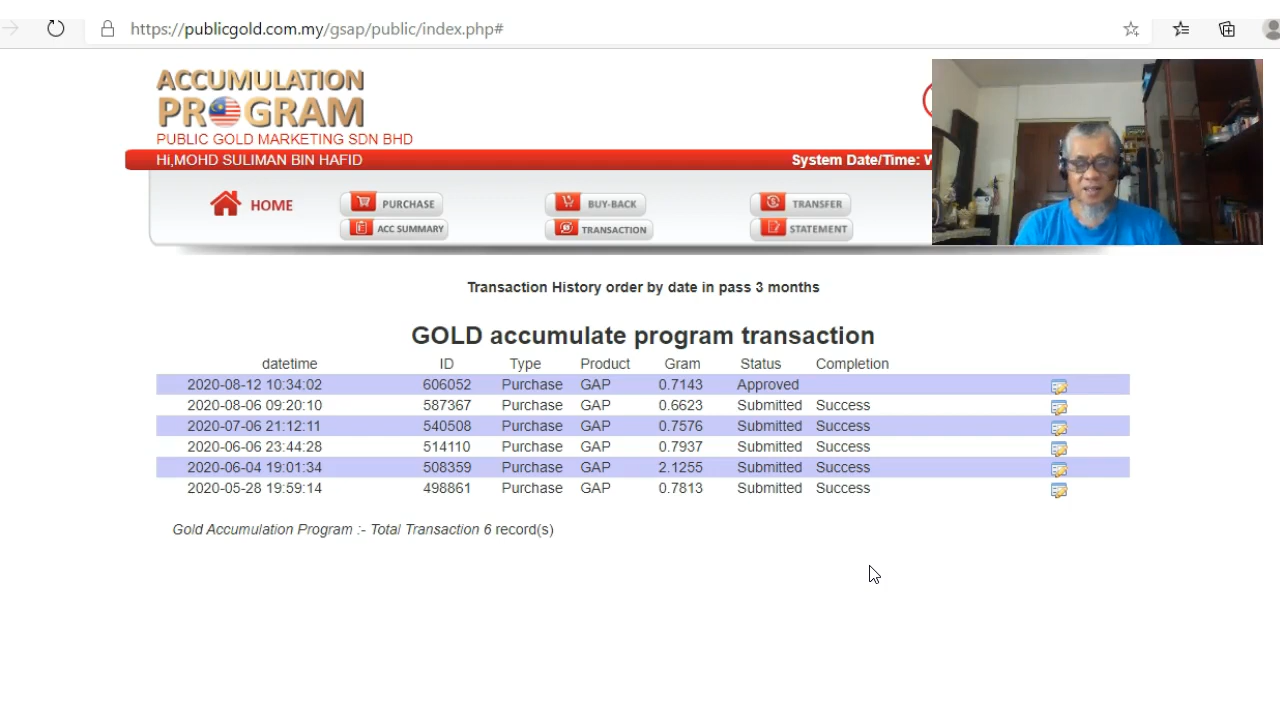 https://publicgold.com.my/gsap/public/index.php#
ACCUMULATION
PROGRAM
PUBLIC GOLD MARKETING SDN BHD
Hi,MOHD SULIMAN BIN HAFID
System Date/Time: W
HOME
PURCHASE
BUY-BACK
TRANSFER
ACC SUMMARY
TRANSACTION
STATEMENT
Transaction History order by date in pass 3 months
GOLD accumulate program transaction
datetime ID Type Product Gram Status Completion
2020-08-12 10:34:02 606052 Purchase GAP 0.7143 Approved
2020-08-06 09:20:10 587367 Purchase GAP 0.6623 Submitted Success
2020-07-06 21:12:11 540508 Purchase GAP 0.7576 Submitted Success
2020-06-06 23:44:28 514110 Purchase GAP 0.7937 Submitted Success
2020-06-04 19:01:34 508359 Purchase GAP 2.1255 Submitted Success
2020-05-28 19:59:14 498861 Purchase GAP 0.7813 Submitted Success
Gold Accumulation Program :- Total Transaction 6 record(s)